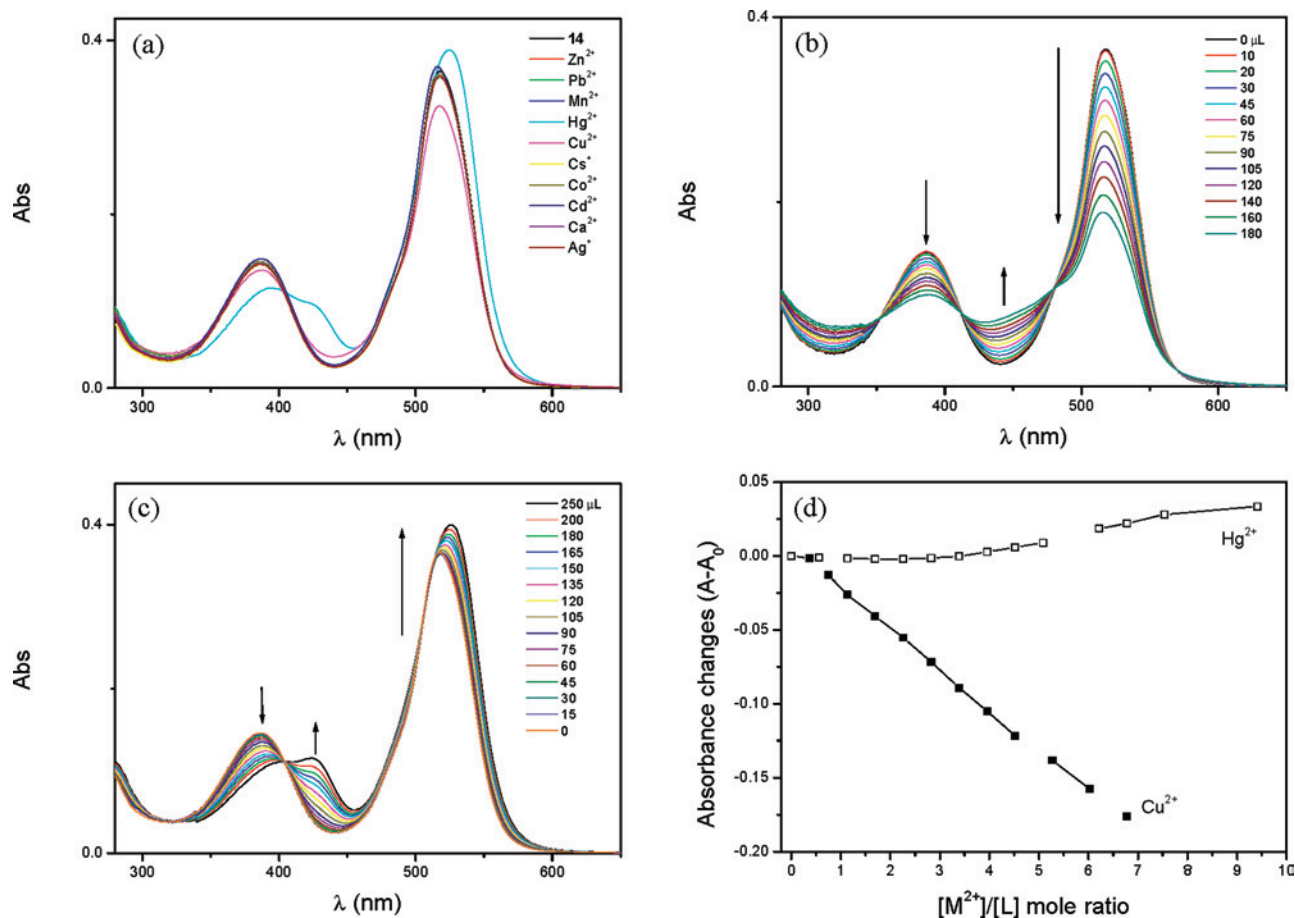 (a)
14
Zn²⁺
Pb²⁺
Mn²⁺
Hg²⁺
Cu²⁺
Cs⁺
Co²⁺
Cd²⁺
Ca²⁺
Ag⁺
0.4
0.0
Abs
300 400 500 600
λ (nm)
(b)
0 μL
10
20
30
45
60
75
90
105
120
140
160
180
0.4
0.0
Abs
300 400 500 600
λ (nm)
(c)
250 μL
200
180
165
150
135
120
105
90
75
60
45
30
15
0
0.4
0.0
Abs
300 400 500 600
λ (nm)
(d)
0.05
0.00
-0.05
-0.10
-0.15
-0.20
Absorbance changes (A-A₀)
Hg²⁺
Cu²⁺
0 1 2 3 4 5 6 7 8 9 10
[M²⁺]/[L] mole ratio